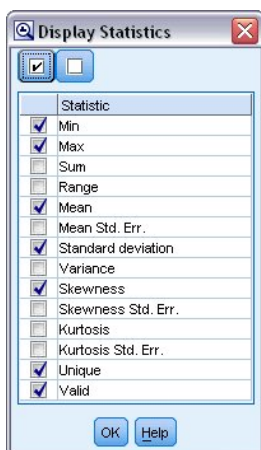 Display Statistics
Statistic
Min
Max
Sum
Range
Mean
Mean Std. Err.
Standard deviation
Variance
Skewness
Skewness Std. Err.
Kurtosis
Kurtosis Std. Err.
Unique
Valid
OK Help